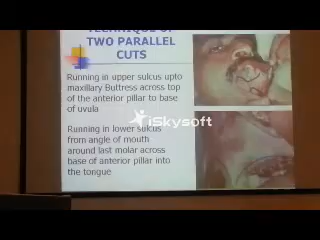 TECHNIQUE OF
TWO PARALLEL
CUTS
Running in upper sulcus upto
maxillary Buttress across top
of the anterior pillar to base
of uvula
iSkysoft
Running in lower sulcus
from angle of mouth
around last molar across
base of anterior pillar into
the tongue